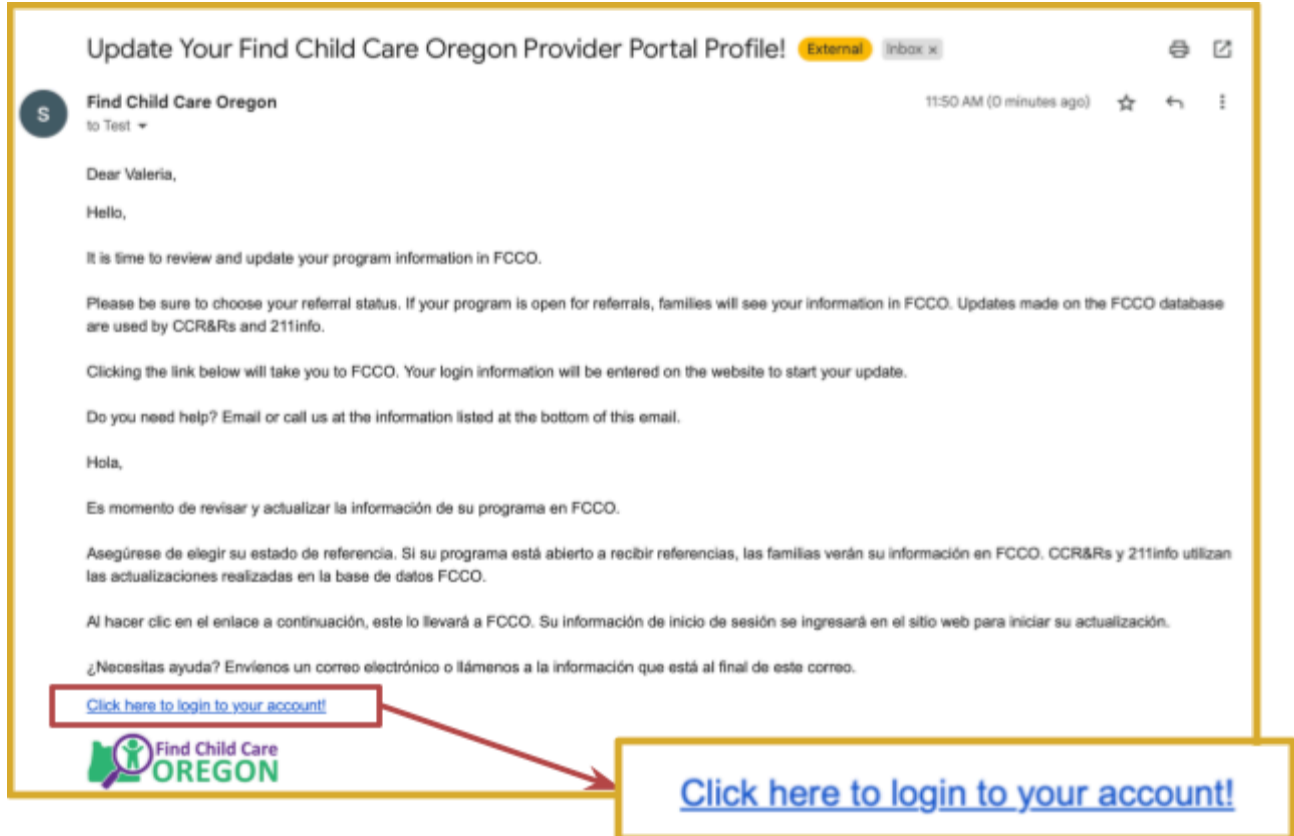 Update Your Find Child Care Oregon Provider Portal Profile! External Inbox x
S
Find Child Care Oregon 11:50 AM (0 minutes ago)
to Test
Dear Valeria,
Hello,
It is time to review and update your program information in FCCO.
Please be sure to choose your referral status. If your program is open for referrals, families will see your information in FCCO. Updates made on the FCCO database
are used by CCR&Rs and 211info.
Clicking the link below will take you to FCCO. Your login information will be entered on the website to start your update.
Do you need help? Email or call us at the information listed at the bottom of this email.
Hola,
Es momento de revisar y actualizar la información de su programa en FCCO.
Asegúrese de elegir su estado de referencia. Si su programa está abierto a recibir referencias, las familias verán su información en FCCO. CCR&Rs y 211info utilizan
las actualizaciones realizadas en la base de datos FCCO.
Al hacer clic en el enlace a continuación, este lo llevará a FCCO. Su información de inicio de sesión se ingresará en el sitio web para iniciar su actualización.
¿Necesitas ayuda? Envíenos un correo electrónico o llámenos a la información que está al final de este correo.
Click here to login to your account!
Find Child Care
OREGON
Click here to login to your account!